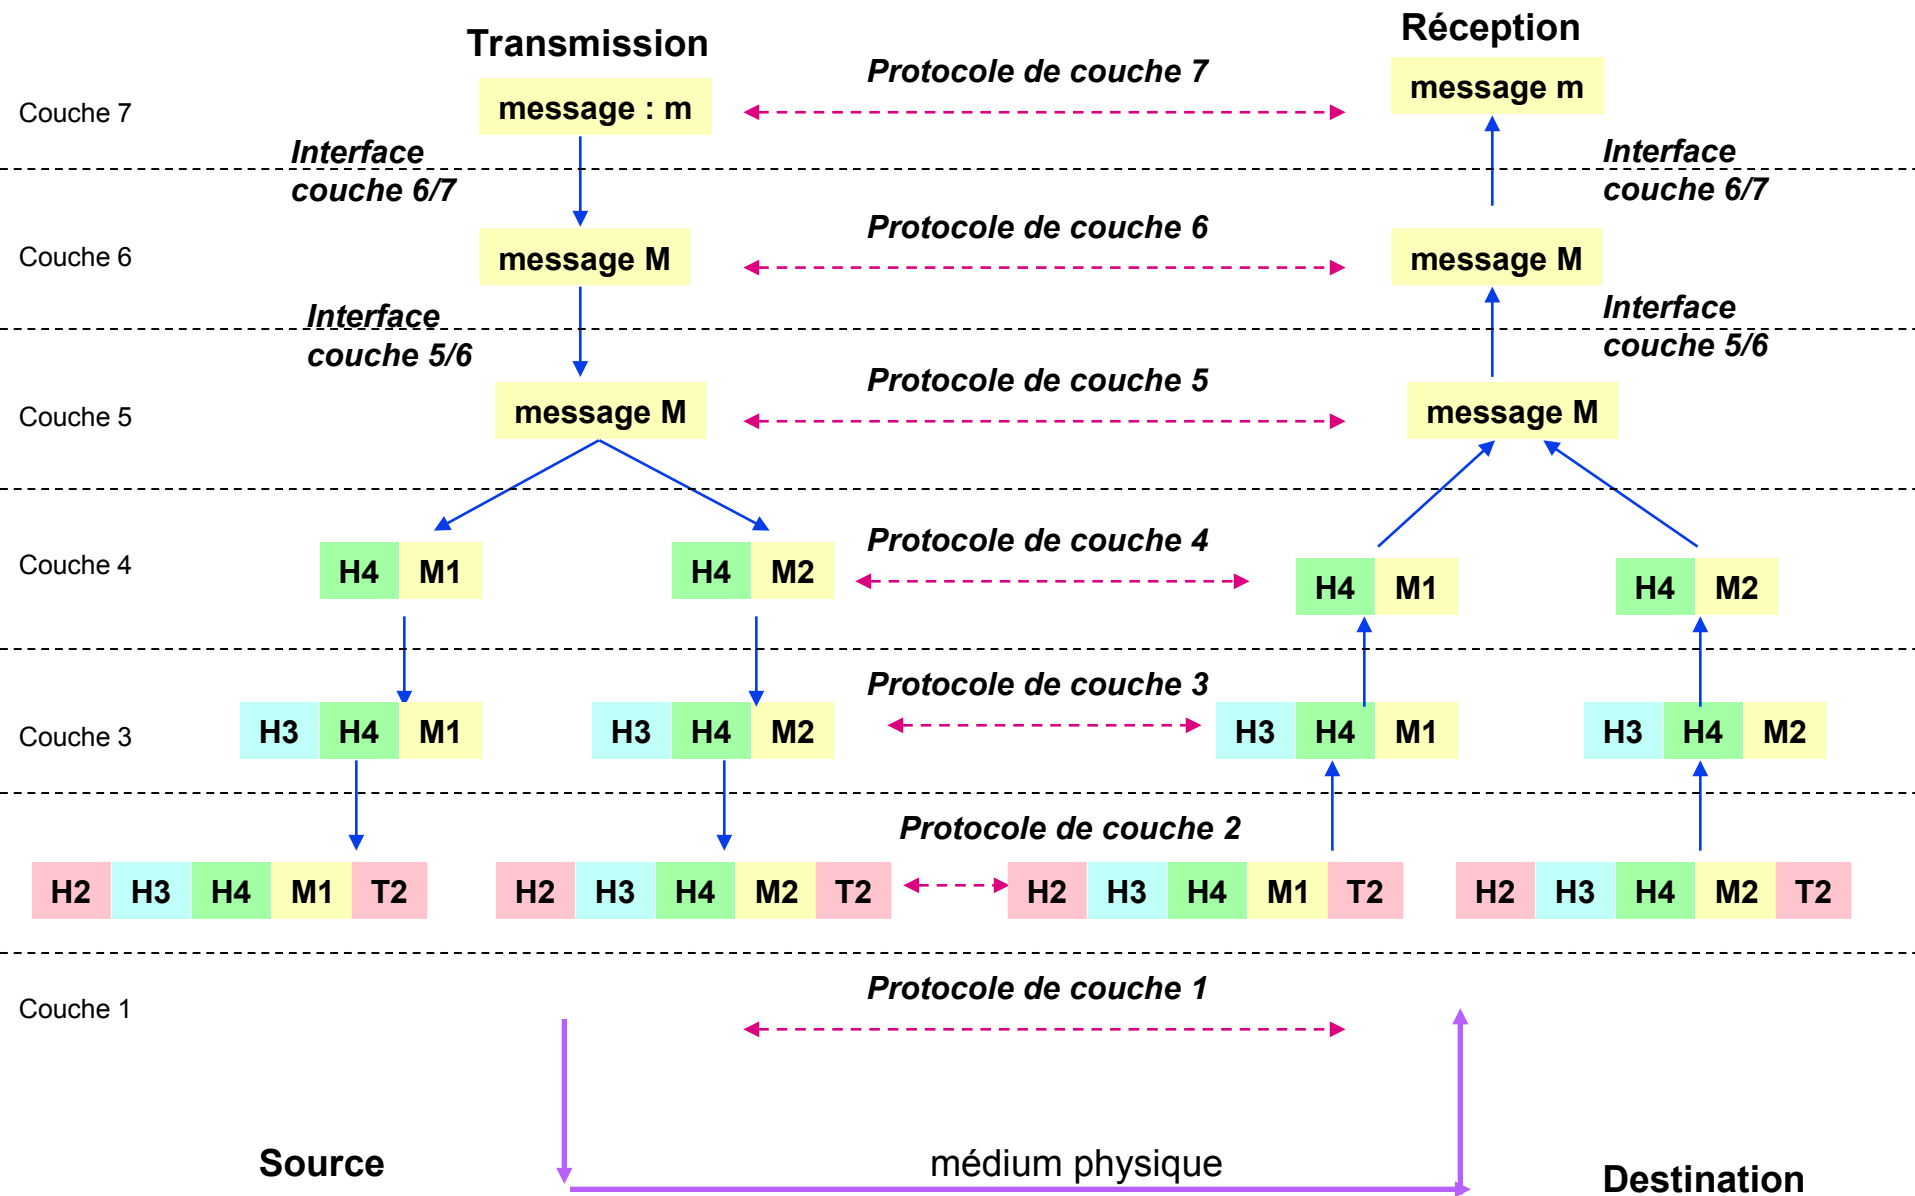 Transmission
Réception
Protocole de couche 7
Couche 7
message : m
message m
Interface
couche 6/7
Interface
couche 6/7
Protocole de couche 6
Couche 6
message M
message M
Interface
couche 5/6
Interface
couche 5/6
Protocole de couche 5
Couche 5
message M
message M
Protocole de couche 4
Couche 4
H4 M1
H4 M2
H4 M1
H4 M2
Protocole de couche 3
Couche 3
H3 H4 M1
H3 H4 M2
H3 H4 M1
H3 H4 M2
Protocole de couche 2
H2 H3 H4 M1 T2
H2 H3 H4 M2 T2
H2 H3 H4 M1 T2
H2 H3 H4 M2 T2
Protocole de couche 1
Couche 1
Source
médium physique
Destination